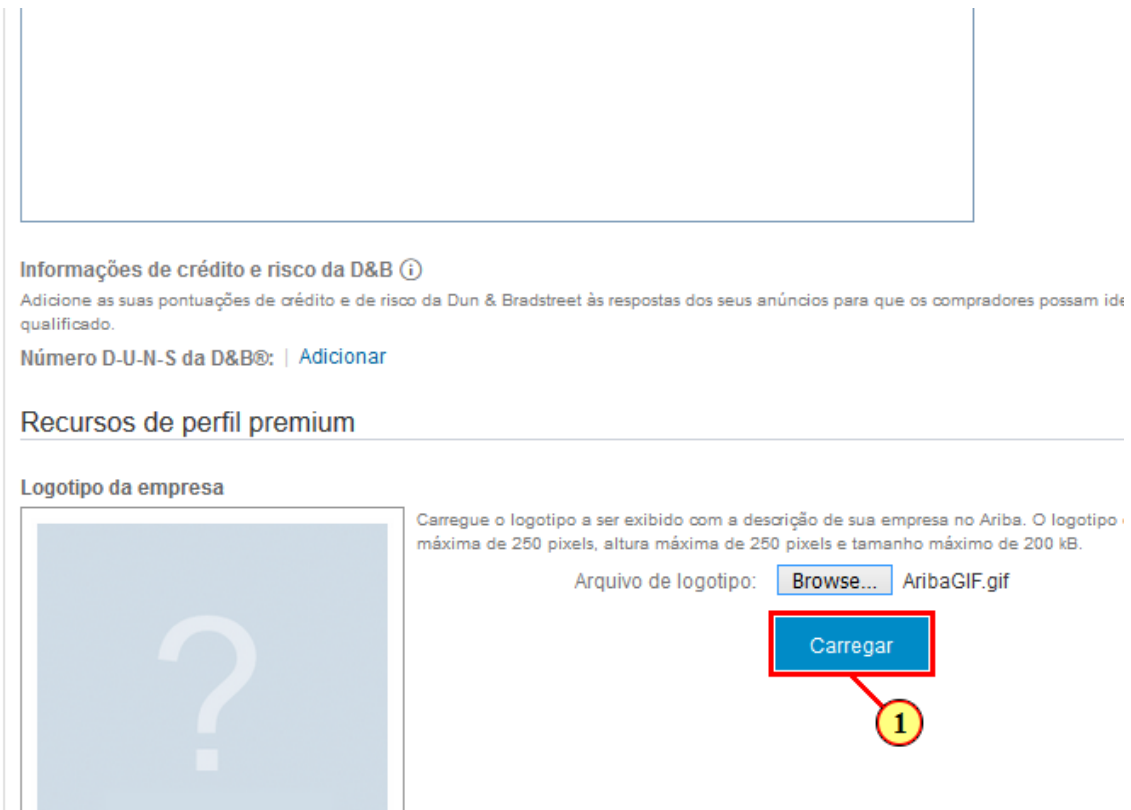 Informações de crédito e risco da D&B ⓘ
Adicione as suas pontuações de crédito e de risco da Dun & Bradstreet às respostas dos seus anúncios para que os compradores possam ide
qualificado.
Número D-U-N-S da D&B®: | Adicionar
Recursos de perfil premium
Logotipo da empresa
Carregue o logotipo a ser exibido com a descrição de sua empresa no Ariba. O logotipo
máxima de 250 pixels, altura máxima de 250 pixels e tamanho máximo de 200 kB.
Arquivo de logotipo: Browse... AribaGIF.gif
?
Carregar
1